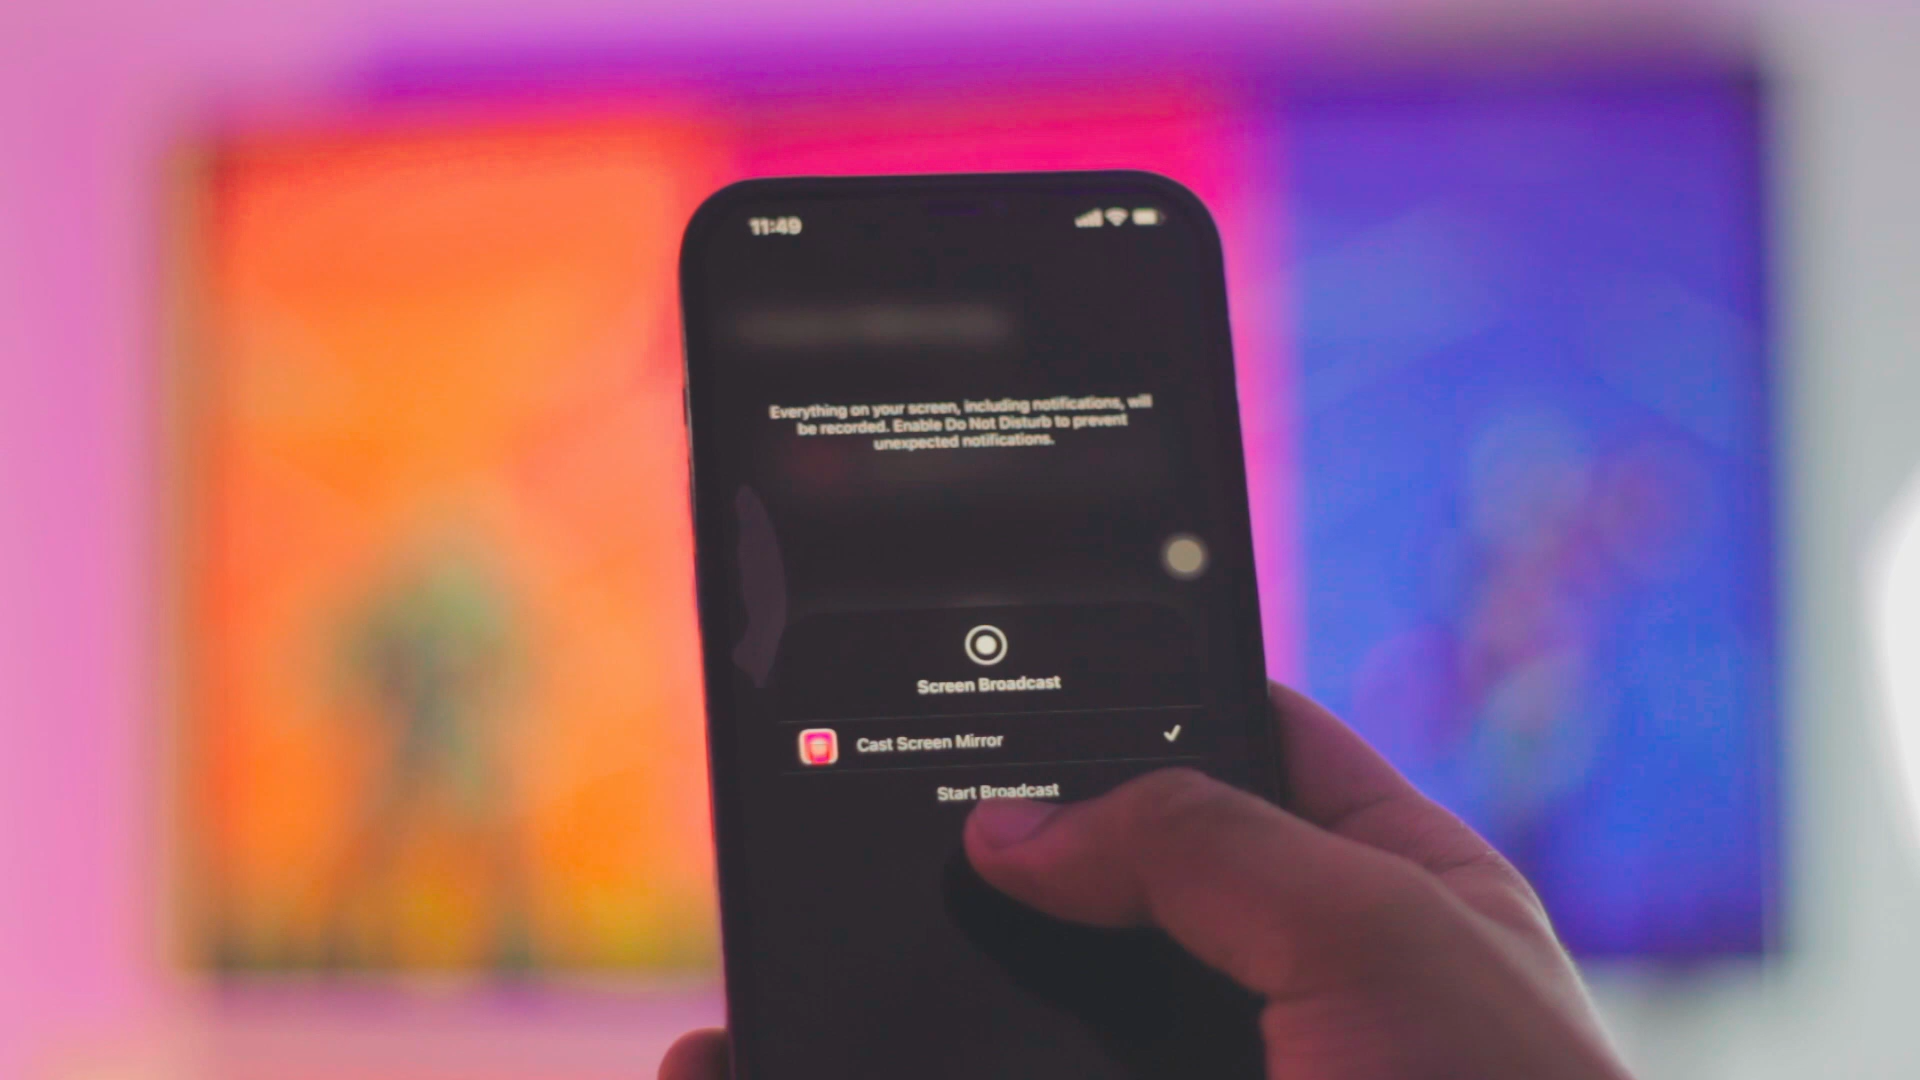 11:49
Everything on your screen, including notifications, will
be recorded. Enable Do Not Disturb to prevent
unexpected notifications.
Screen Broadcast
Cast Screen Mirror
Start Broadcast